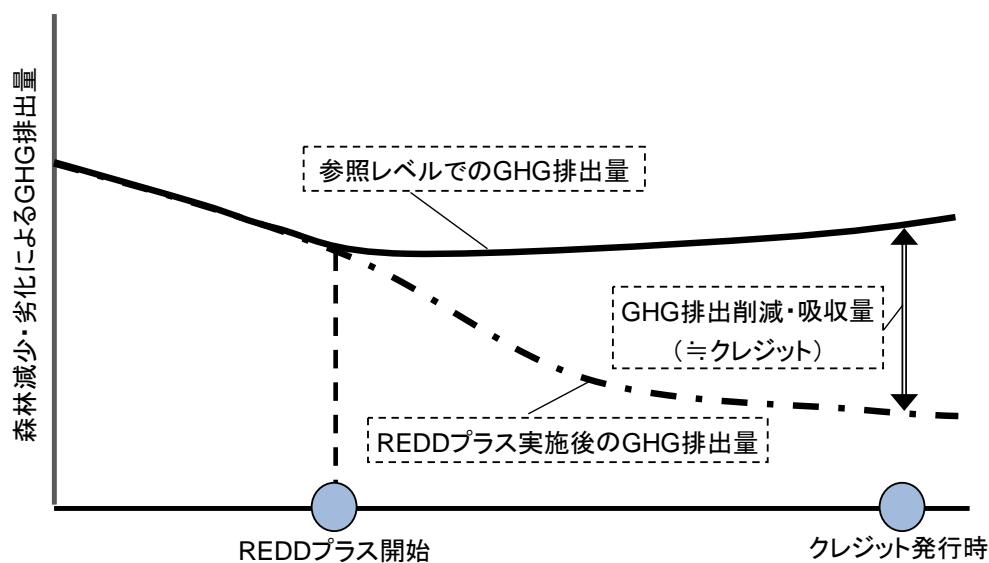 森林減少・劣化によるGHG排出量
参照レベルでのGHG排出量
GHG排出削減・吸収量
(≒クレジット)
REDDプラス実施後のGHG排出量
REDDプラス開始
クレジット発行時